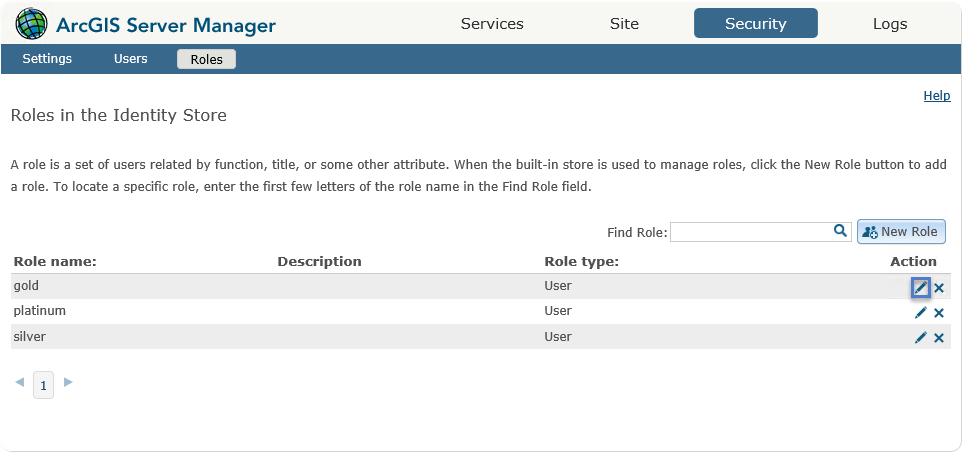 ArcGIS Server Manager Services Site Security Logs
Settings Users Roles
Help
Roles in the Identity Store
A role is a set of users related by function, title, or some other attribute. When the built-in store is used to manage roles, click the New Role button to add
a role. To locate a specific role, enter the first few letters of the role name in the Find Role field.
Find Role: New Role
Role name: Description Role type: Action
gold User
platinum User
silver User
1